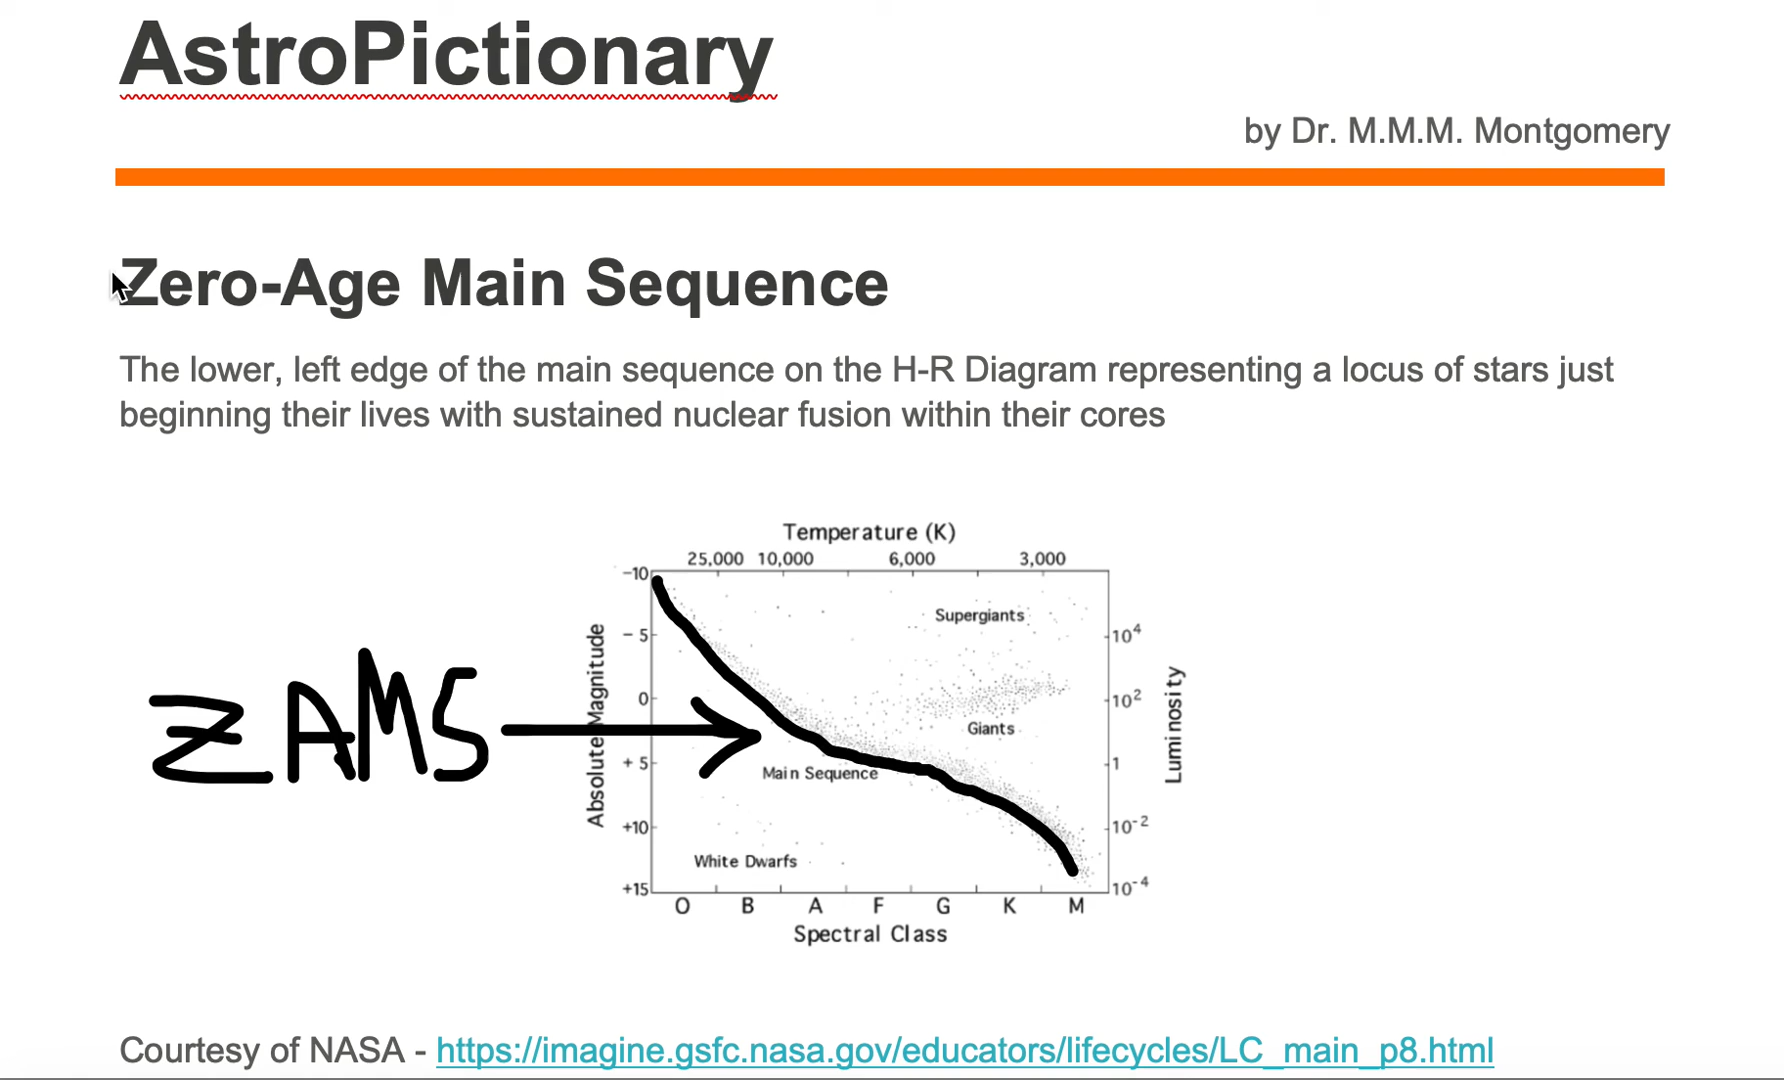 AstroPictionary
by Dr. M.M.M. Montgomery
Zero-Age Main Sequence
The lower, left edge of the main sequence on the H-R Diagram representing a locus of stars just
beginning their lives with sustained nuclear fusion within their cores
Temperature (K)
25,000 10,000 6,000 3,000
-10
- 5
0
+ 5
+10
+15
Absolute Magnitude
ZAMS
Supergiants
Giants
Main Sequence
White Dwarfs
10⁴
10²
1
10⁻²
10⁻⁴
Luminosity
O B A F G K M
Spectral Class
Courtesy of NASA - https://imagine.gsfc.nasa.gov/educators/lifecycles/LC_main_p8.html